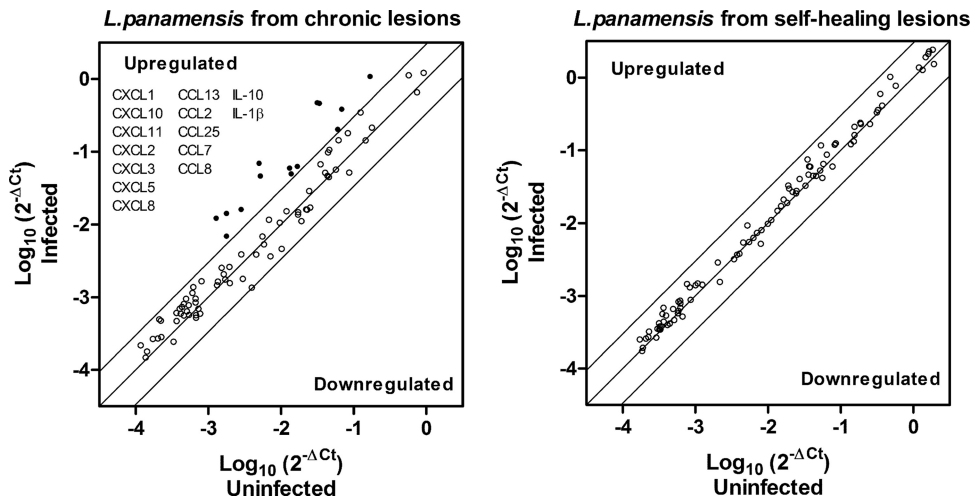 L.panamensis from chronic lesions
Upregulated
CXCL1 CCL13 IL-10
CXCL10 CCL2 IL-1β
CXCL11 CCL25
CXCL2 CCL7
CXCL3 CCL8
CXCL5
CXCL8
Downregulated
0
-1
-2
-3
-4
-4 -3 -2 -1 0
Log10 (2-ΔCt)
Infected
Log10 (2-ΔCt)
Uninfected
L.panamensis from self-healing lesions
Upregulated
Downregulated
0
-1
-2
-3
-4
-4 -3 -2 -1 0
Log10 (2-ΔCt)
Infected
Log10 (2-ΔCt)
Uninfected